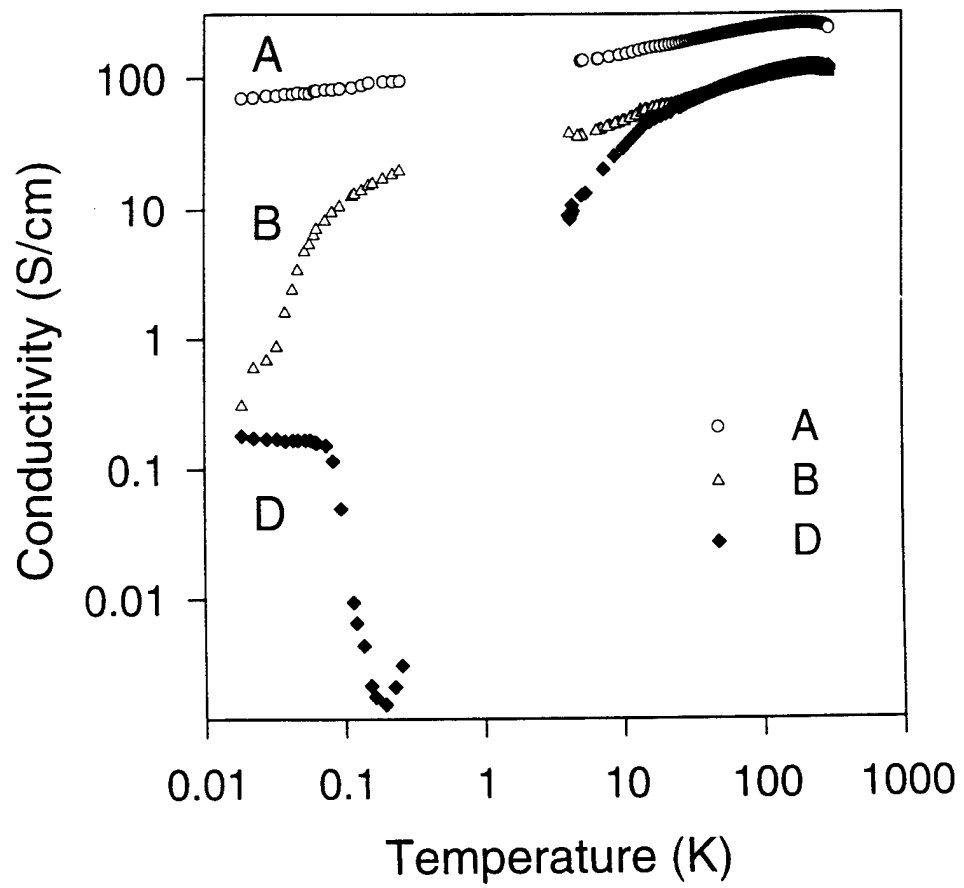 100
10
1
0.1
0.01
Conductivity (S/cm)
A
B
D
A
B
D
0.01 0.1 1 10 100 1000
Temperature (K)